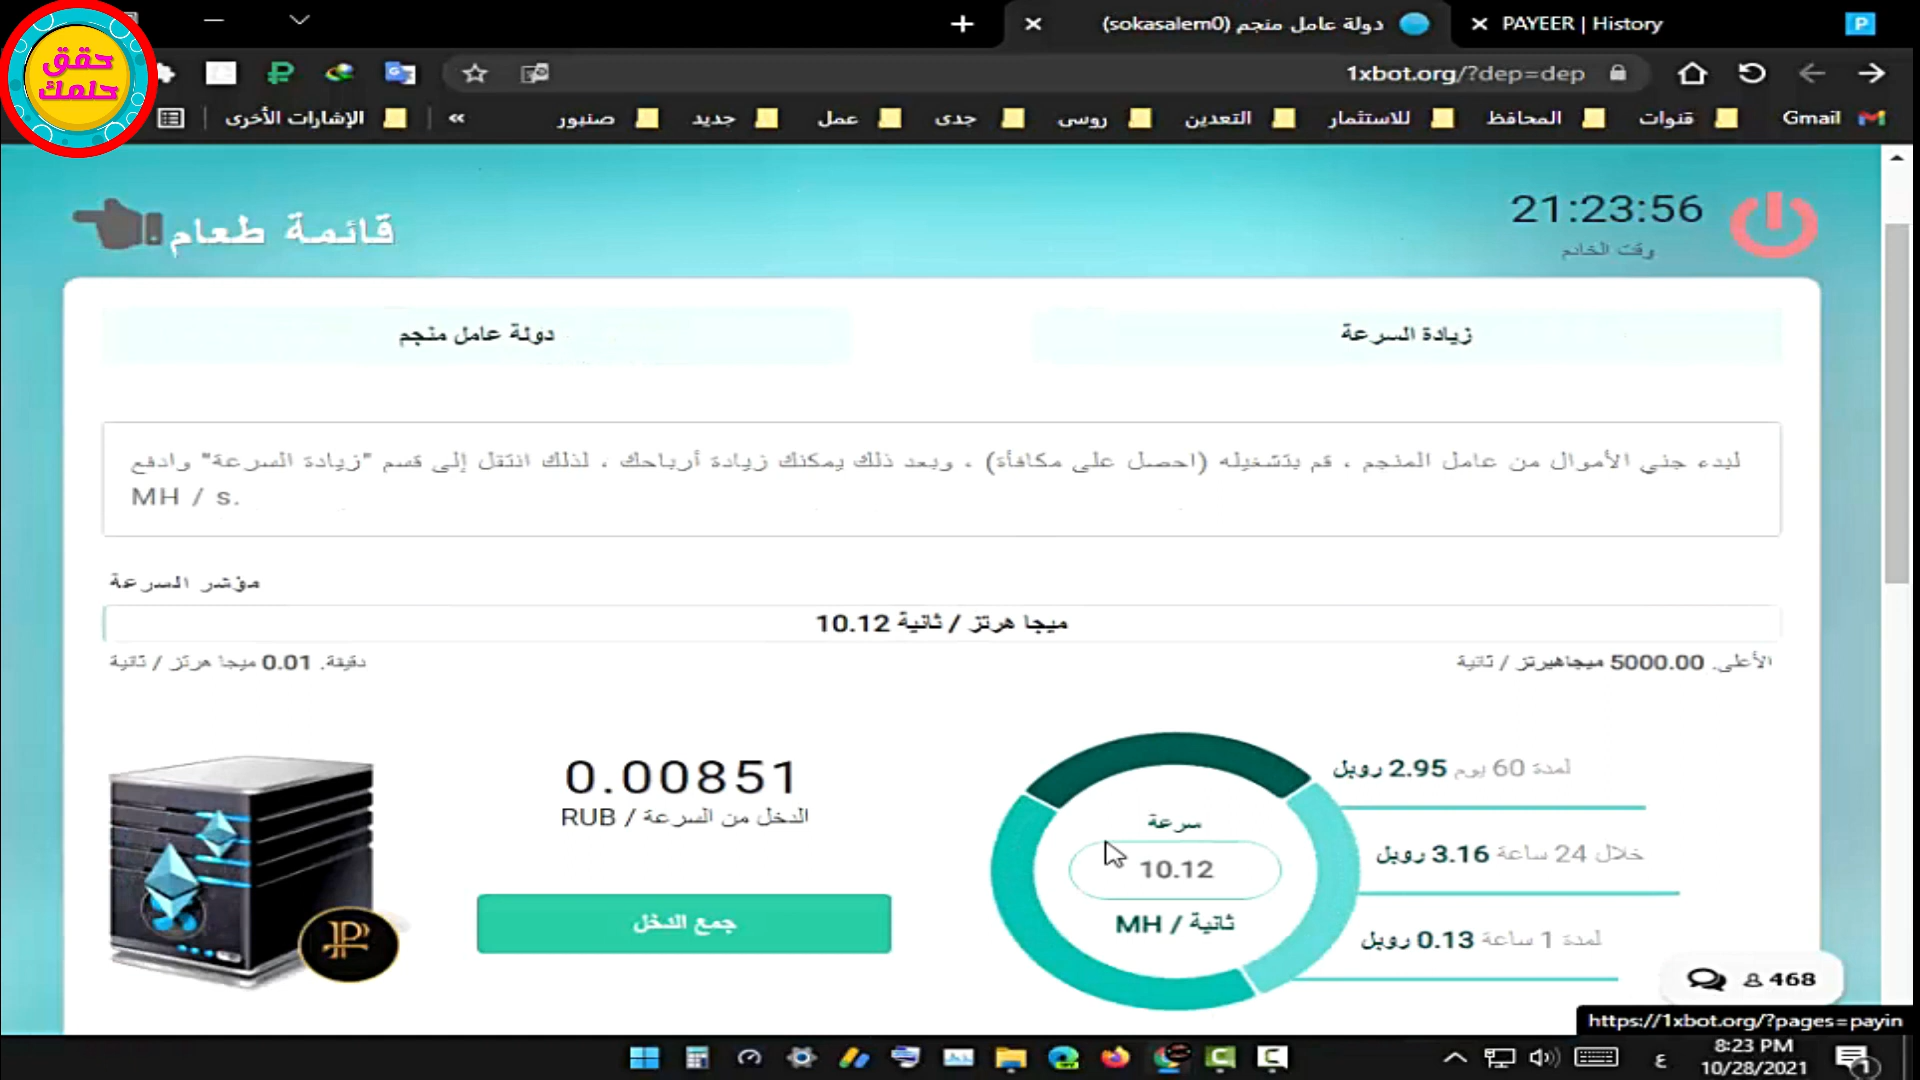 حقق
حلمك
دولة عامل منجم (sokasalem0)
PAYEER | History
P
1xbot.org/?dep=dep
Gmail
قنوات
المحافظ
للاستثمار
التعدين
روسى
جدى
عمل
جديد
صنبور
»
الإشارات الأخرى
قائمة طعام
21:23:56
وقت الخادم
دولة عامل منجم
زيادة السرعة
لبدء جني الأموال من عامل المنجم ، قم بتشغيله (احصل على مكافأة) ، وبعد ذلك يمكنك زيادة أرباحك ، لذلك انتقل إلى قسم "زيادة السرعة" وادفع
MH / s.
مؤشر السرعة
10.12 ميجا هرتز / ثانية
دقيقة. 0.01 ميجا هرتز / ثانية
الأعلى. 5000.00 ميجاهيرتز / ثانية
0.00851
الدخل من السرعة / RUB
جمع الدخل
سرعة
10.12
ثانية / MH
لمدة 60 يوم 2.95 روبل
خلال 24 ساعة 3.16 روبل
لمدة 1 ساعة 0.13 روبل
468
https://1xbot.org/?pages=payin
ع
8:23 PM
10/28/2021
1